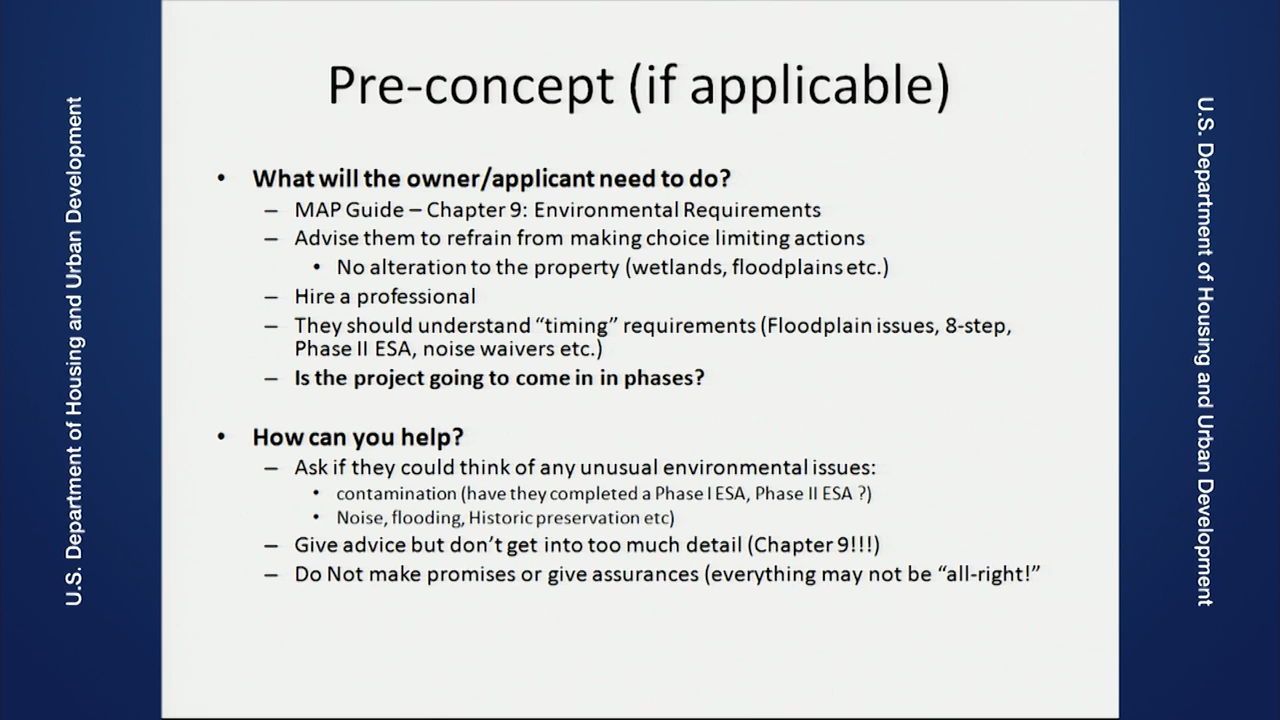 U.S. Department of Housing and Urban Development
Pre-concept (if applicable)
• What will the owner/applicant need to do?
– MAP Guide – Chapter 9: Environmental Requirements
– Advise them to refrain from making choice limiting actions
• No alteration to the property (wetlands, floodplains etc.)
– Hire a professional
– They should understand “timing” requirements (Floodplain issues, 8-step,
Phase II ESA, noise waivers etc.)
– Is the project going to come in in phases?
• How can you help?
– Ask if they could think of any unusual environmental issues:
• contamination (have they completed a Phase I ESA, Phase II ESA ?)
• Noise, flooding, Historic preservation etc)
– Give advice but don’t get into too much detail (Chapter 9!!!)
– Do Not make promises or give assurances (everything may not be “all-right!”
U.S. Department of Housing and Urban Development